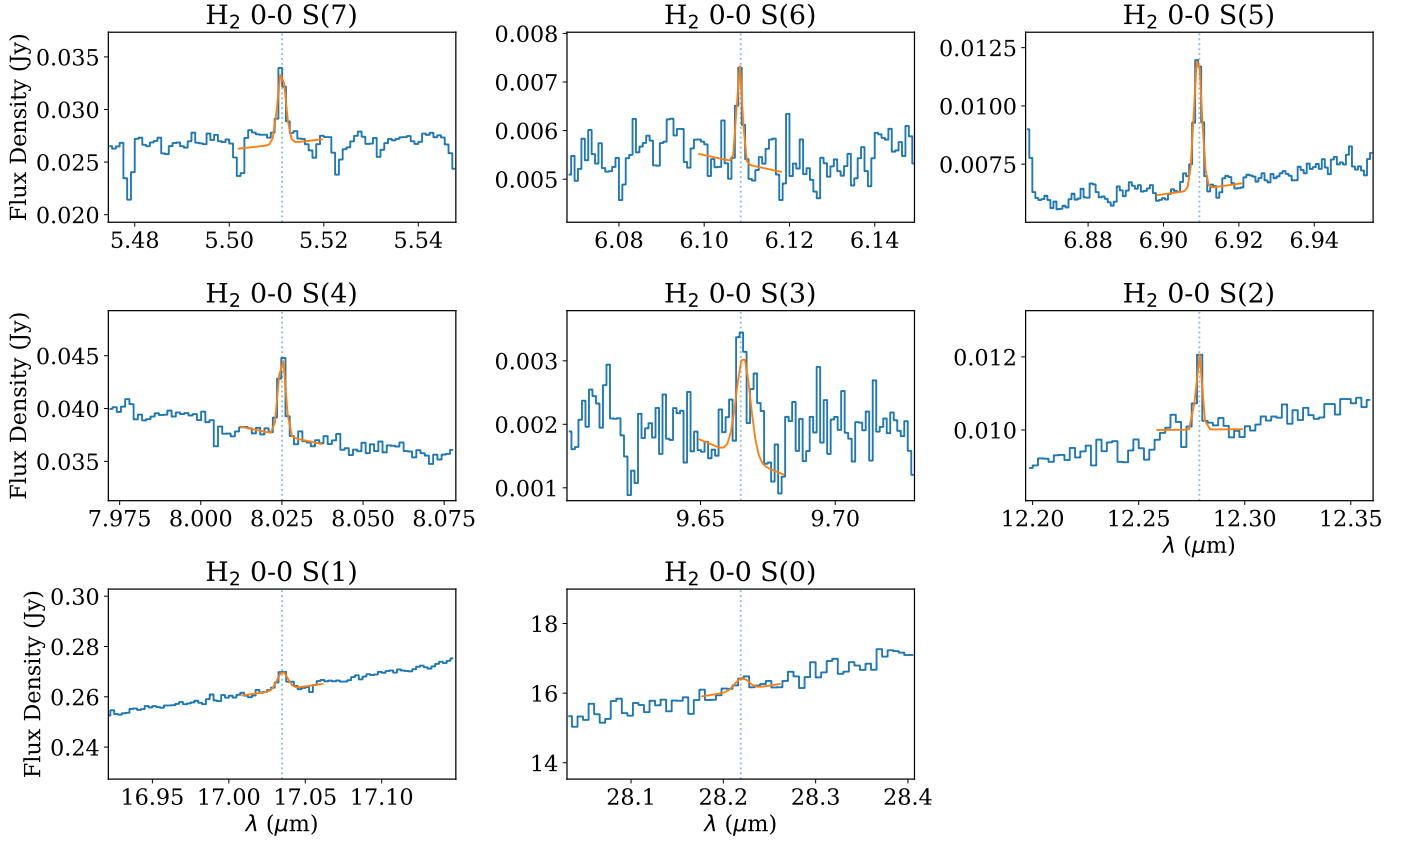 H₂ 0-0 S(7)
H₂ 0-0 S(6)
H₂ 0-0 S(5)
Flux Density (Jy)
0.035
0.030
0.025
0.020
5.48 5.50 5.52 5.54
0.008
0.007
0.006
0.005
6.08 6.10 6.12 6.14
0.0125
0.0100
0.0075
6.88 6.90 6.92 6.94
H₂ 0-0 S(4)
H₂ 0-0 S(3)
H₂ 0-0 S(2)
Flux Density (Jy)
0.045
0.040
0.035
7.975 8.000 8.025 8.050 8.075
0.003
0.002
0.001
9.65 9.70
0.012
0.010
12.20 12.25 12.30 12.35
λ (μm)
H₂ 0-0 S(1)
H₂ 0-0 S(0)
Flux Density (Jy)
0.30
0.28
0.26
0.24
16.95 17.00 17.05 17.10
λ (μm)
18
16
14
28.1 28.2 28.3 28.4
λ (μm)